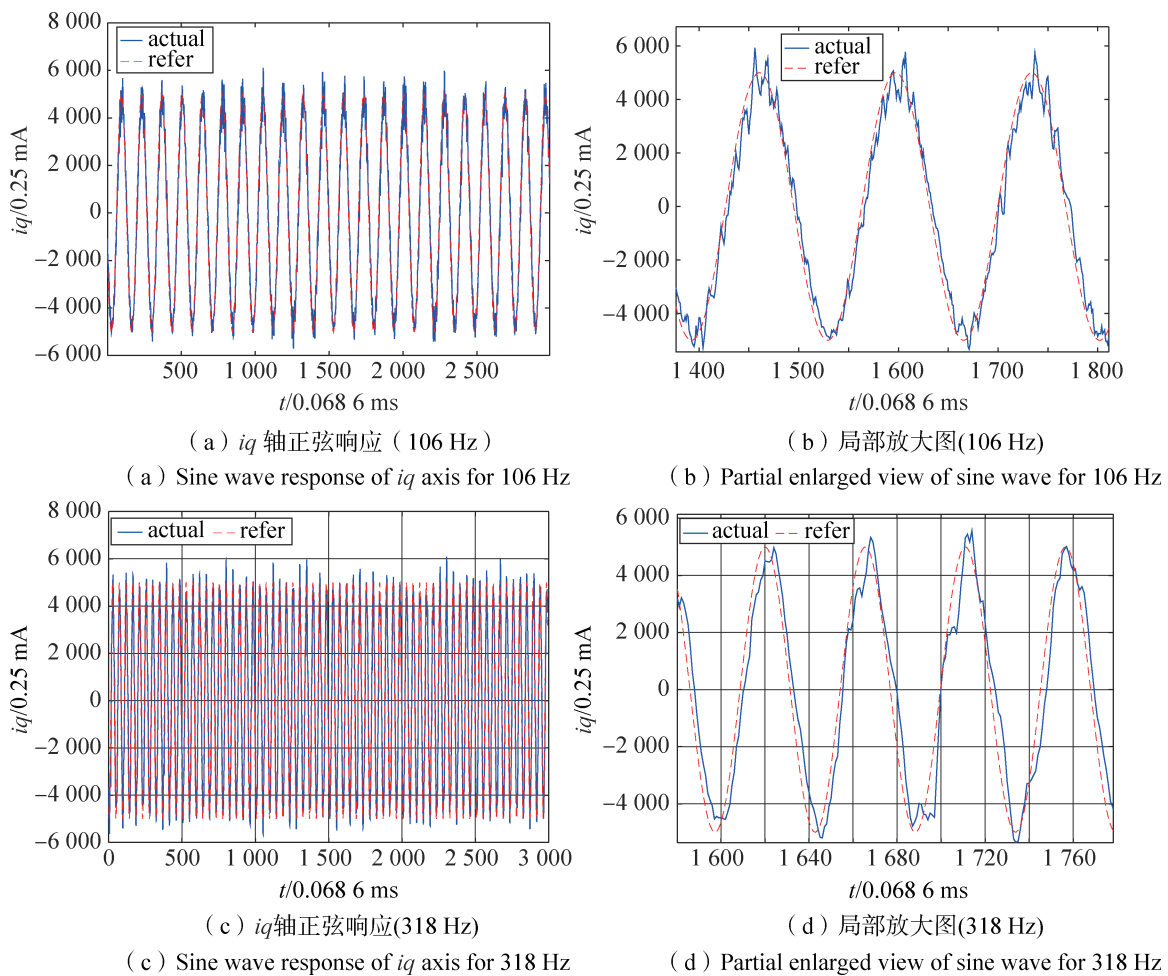 8 000
6 000
4 000
2 000
0
−2 000
−4 000
−6 000
iq/0.25 mA
actual
refer
500
1 000
1 500
2 000
2 500
t/0.068 6 ms
(a)iq 轴正弦响应(106 Hz)
(a)Sine wave response of iq axis for 106 Hz
6 000
4 000
2 000
0
−2 000
−4 000
iq/0.25 mA
actual
refer
1 400
1 500
1 600
1 700
1 800
t/0.068 6 ms
(b)局部放大图(106 Hz)
(b)Partial enlarged view of sine wave for 106 Hz
8 000
6 000
4 000
2 000
0
−2 000
−4 000
−6 000
iq/0.25 mA
actual refer
0
500
1 000
1 500
2 000
2 500
3 000
t/0.068 6 ms
(c)iq轴正弦响应(318 Hz)
(c)Sine wave response of iq axis for 318 Hz
6 000
4 000
2 000
0
−2 000
−4 000
iq/0.25 mA
actual refer
1 600
1 640
1 680
1 720
1 760
t/0.068 6 ms
(d)局部放大图(318 Hz)
(d)Partial enlarged view of sine wave for 318 Hz